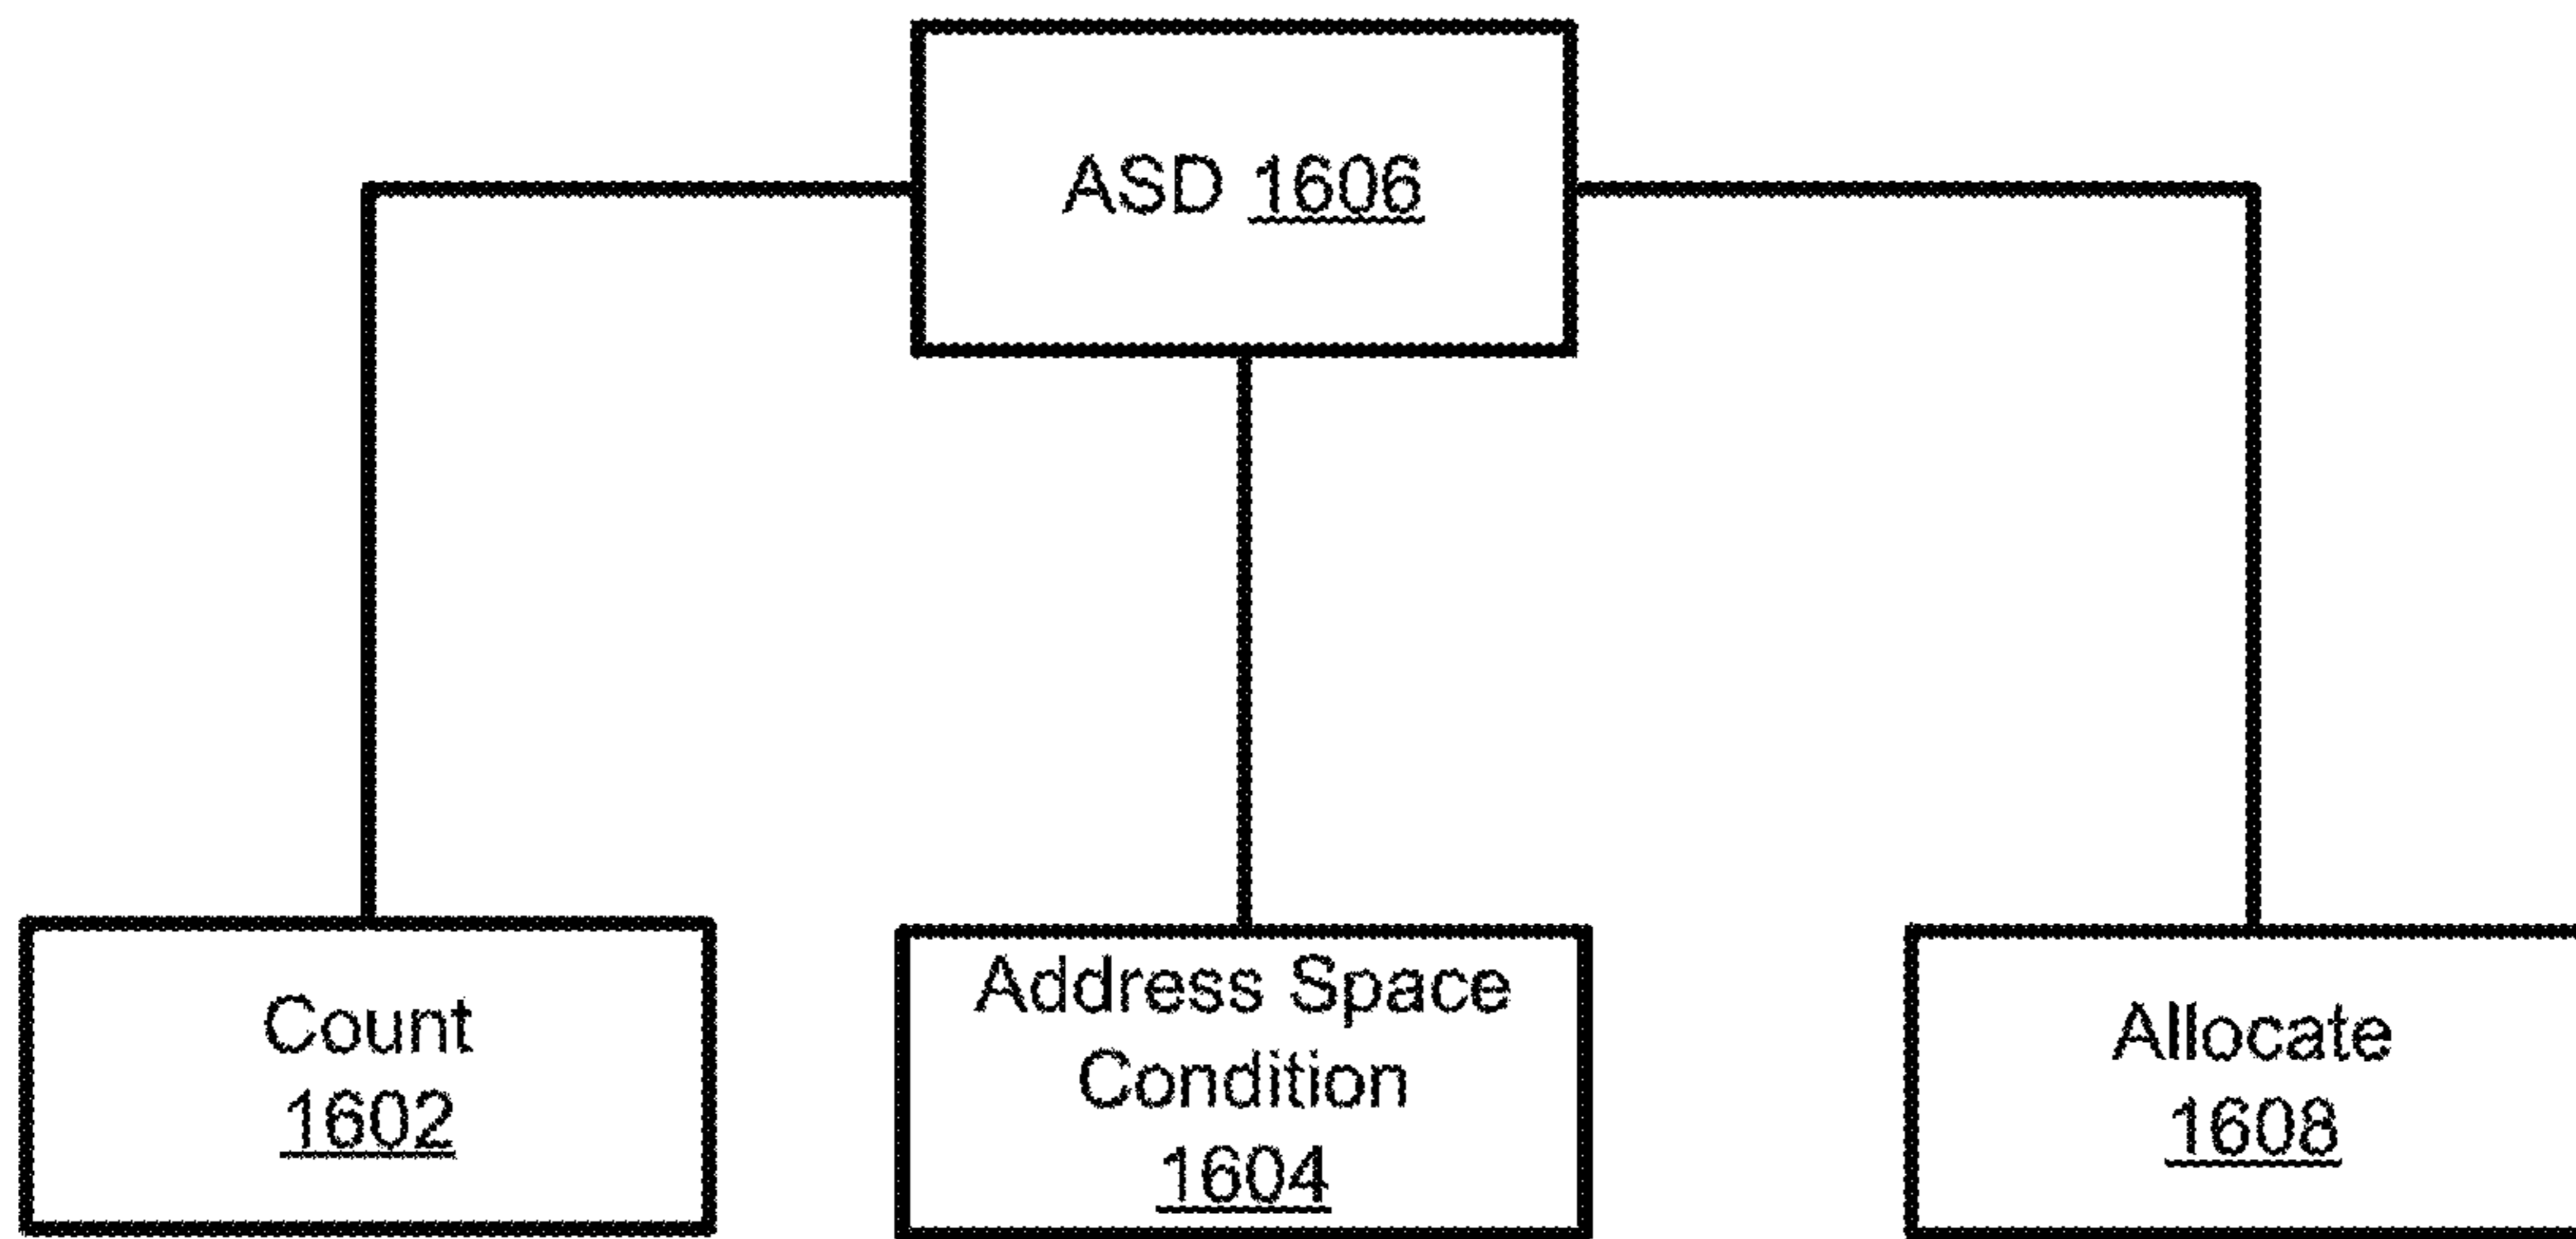 ASD 1606
Count
1602
Address Space
Condition
1604
Allocate
1608